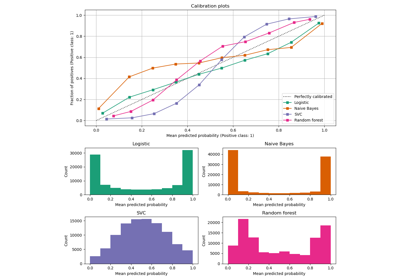 Calibration plots
Fraction of positives (Positive class: 1)
1.0
0.8
0.6
0.4
0.2
0.0
Perfectly calibrated
Logistic
Naive Bayes
SVC
Random forest
0.0 0.2 0.4 0.6 0.8 1.0
Mean predicted probability (Positive class: 1)
Logistic
Count
30000
20000
10000
0
0.0 0.2 0.4 0.6 0.8 1.0
Mean predicted probability
Naive Bayes
Count
40000
20000
0
0.0 0.2 0.4 0.6 0.8 1.0
Mean predicted probability
SVC
Count
15000
10000
5000
0
0.0 0.2 0.4 0.6 0.8 1.0
Mean predicted probability
Random forest
Count
20000
15000
10000
5000
0
0.0 0.2 0.4 0.6 0.8 1.0
Mean predicted probability